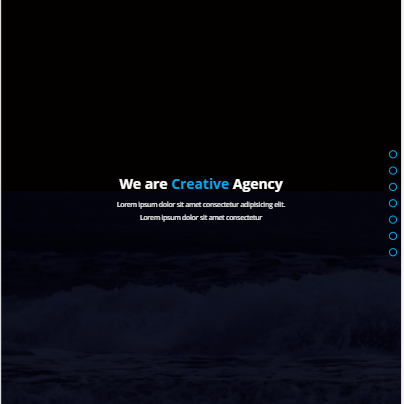 We are Creative Agency
Lorem ipsum dolor sit amet consectetur adipisicing elit.
Lorem ipsum dolor sit amet consectetur